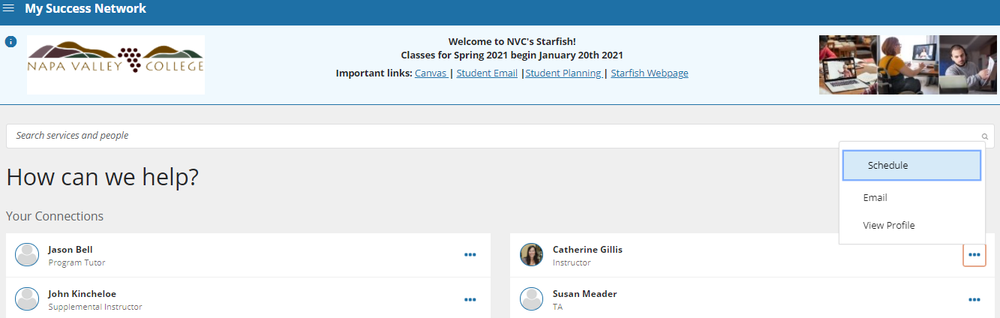 My Success Network
NAPA VALLEY COLLEGE
Welcome to NVC's Starfish!
Classes for Spring 2021 begin January 20th 2021
Important links: Canvas | Student Email |Student Planning | Starfish Webpage
Search services and people
Schedule
Email
View Profile
How can we help?
Your Connections
Jason Bell
Program Tutor
Catherine Gillis
Instructor
John Kincheloe
Supplemental Instructor
Susan Meader
TA